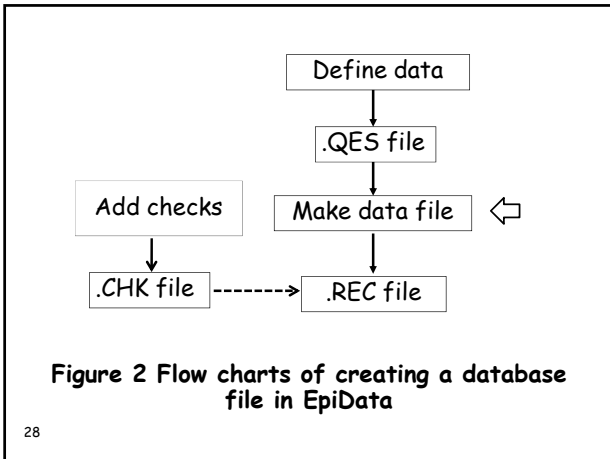 Define data
.QES file
Add checks
Make data file
.CHK file
.REC file
Figure 2 Flow charts of creating a database
file in EpiData
28